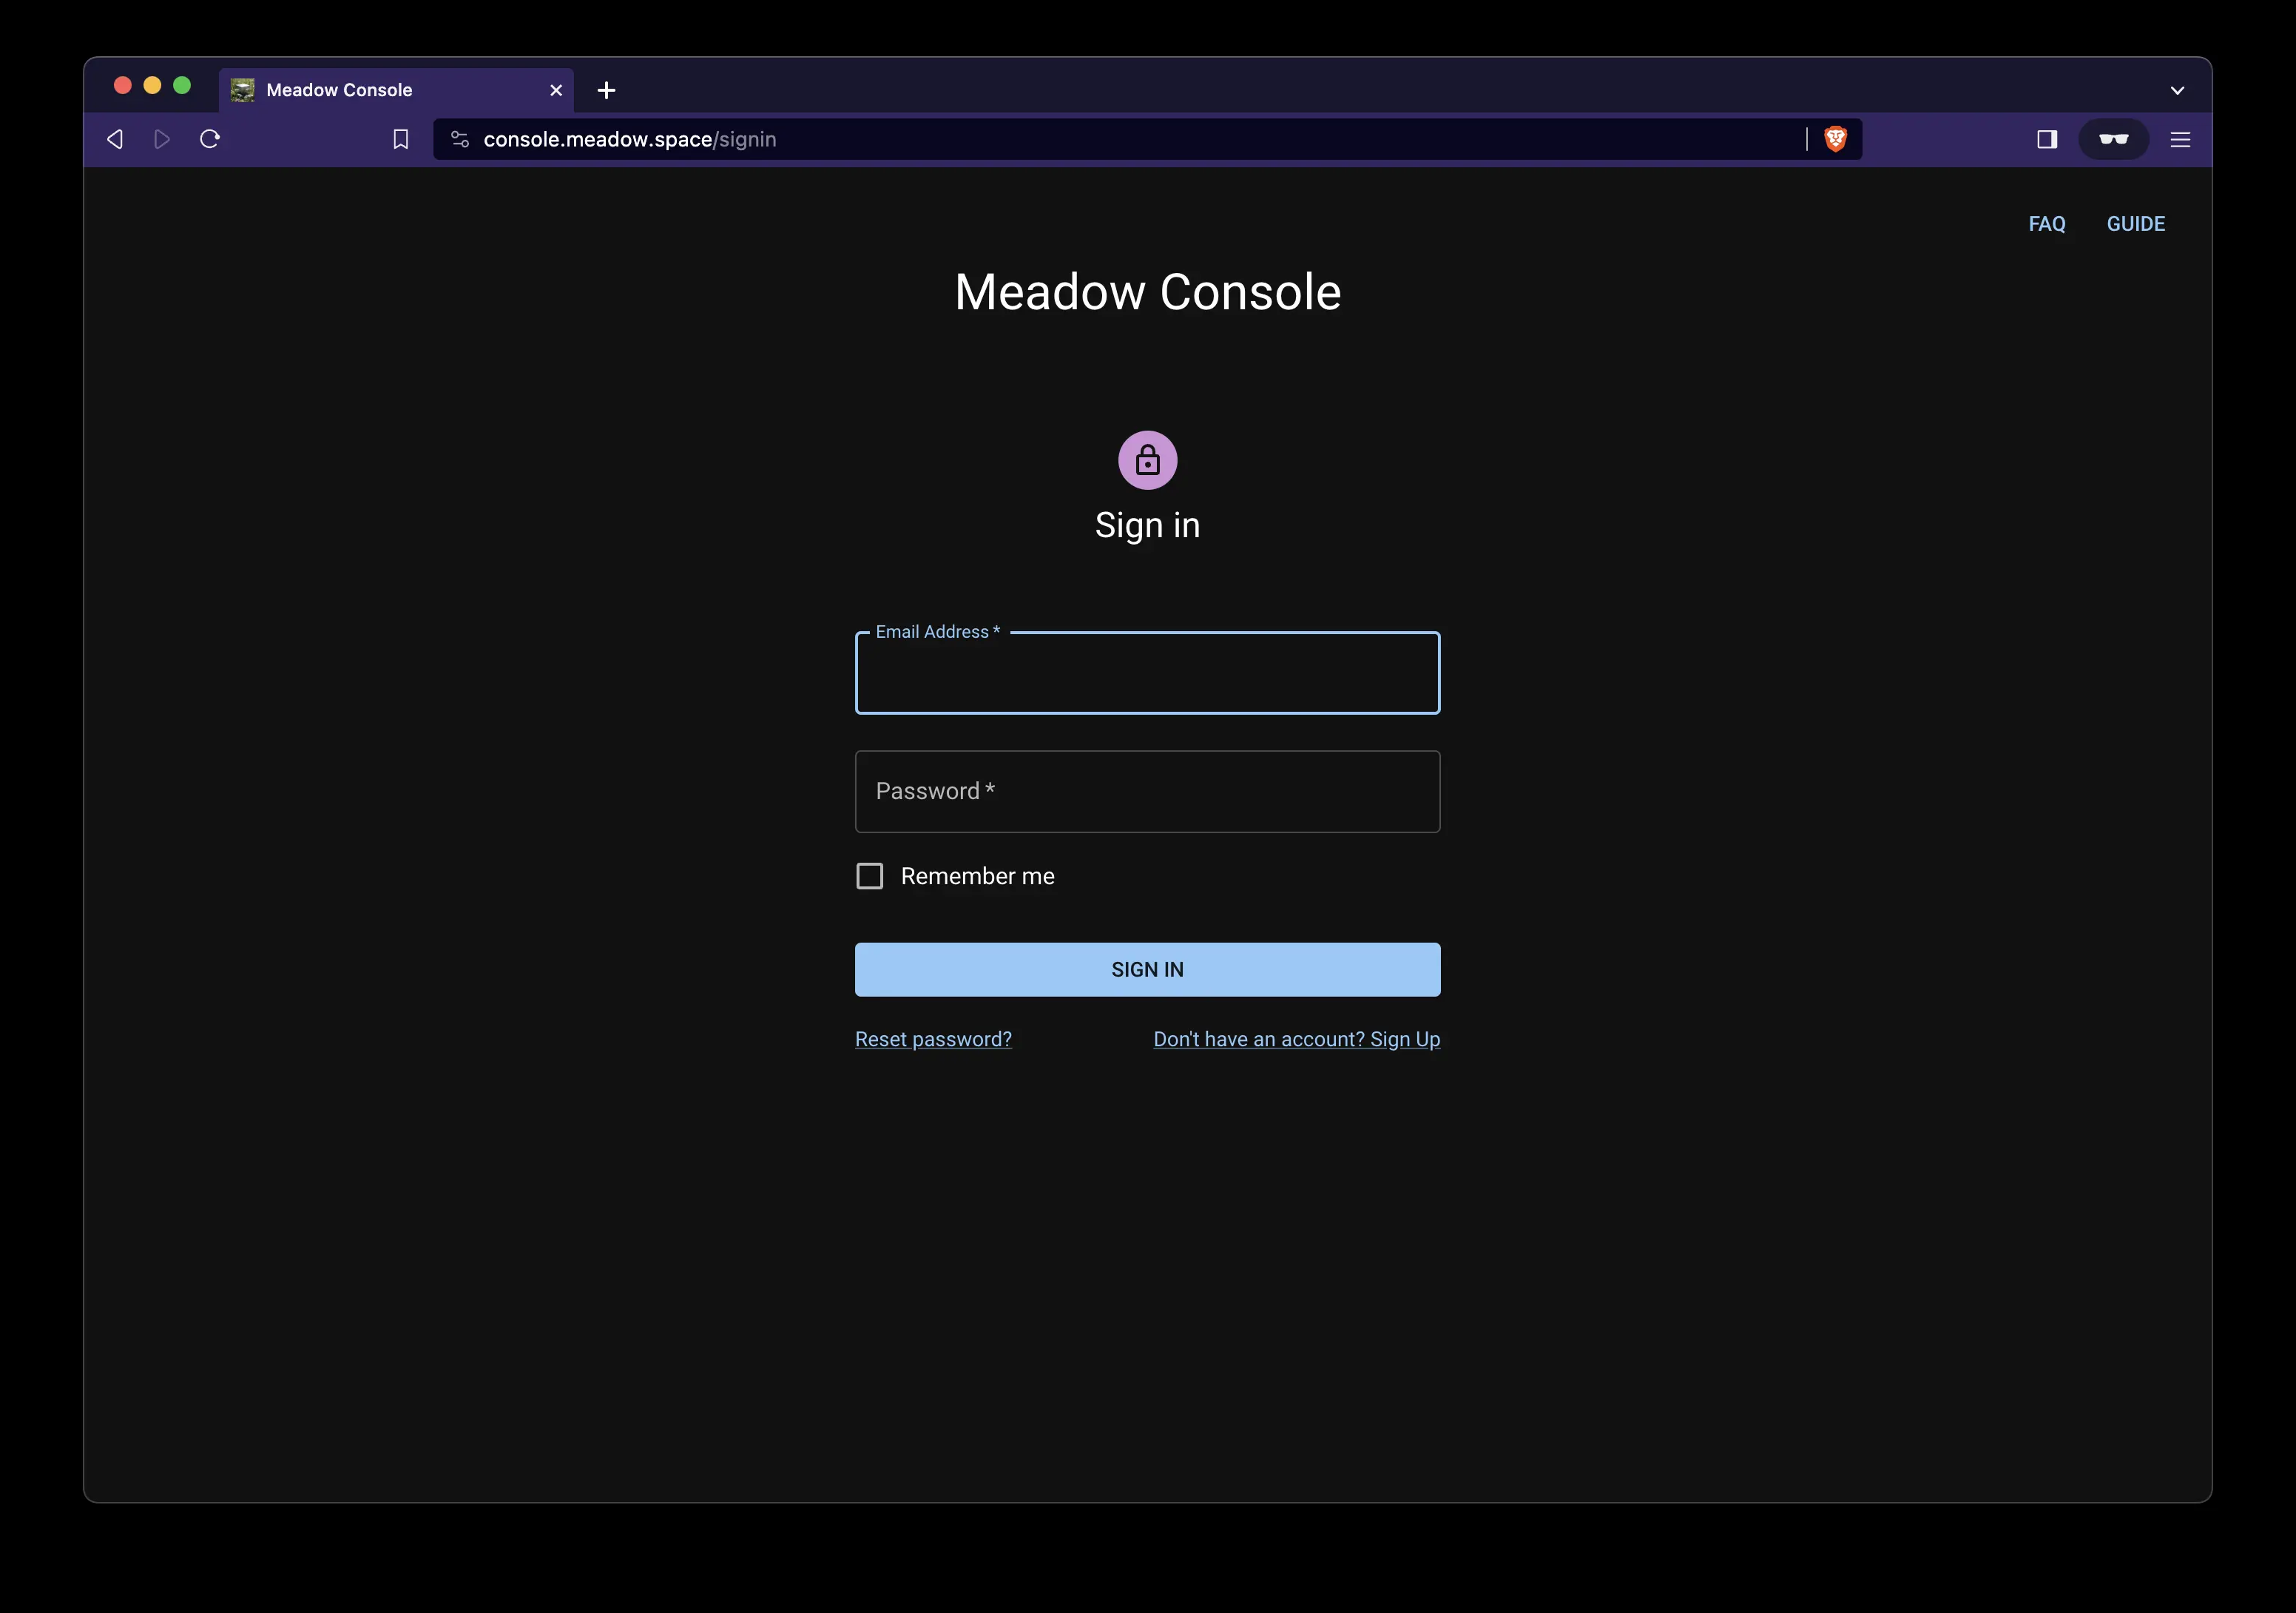 Meadow Console
console.meadow.space/signin
FAQ GUIDE
Meadow Console
Sign in
Email Address *
Password *
Remember me
SIGN IN
Reset password? Don't have an account? Sign Up